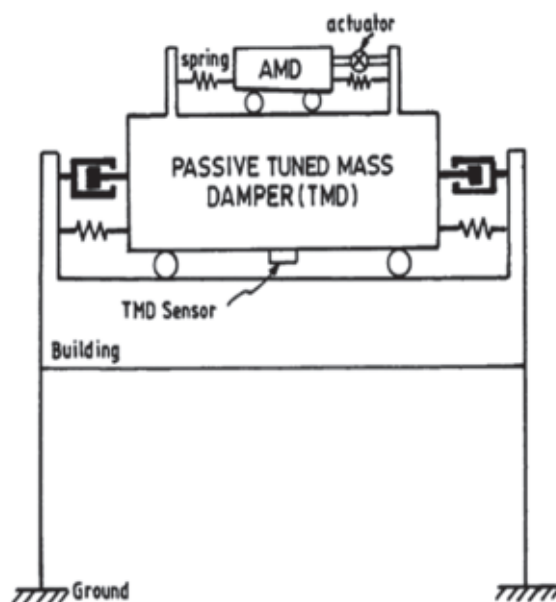 actuator
spring
AMD
PASSIVE TUNED MASS
DAMPER(TMD)
TMD Sensor
Building
Ground